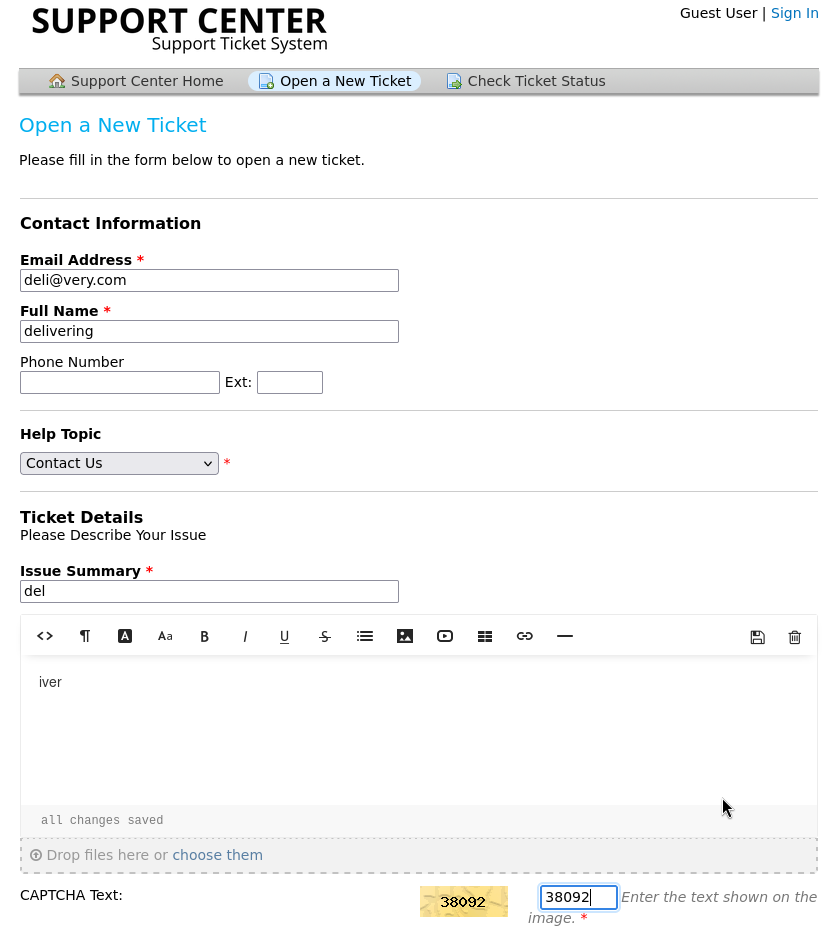 SUPPORT CENTER
Support Ticket System
Guest User | Sign In
Support Center Home Open a New Ticket Check Ticket Status
Open a New Ticket
Please fill in the form below to open a new ticket.
Contact Information
Email Address *
deli@very.com
Full Name *
delivering
Phone Number
Ext:
Help Topic
Contact Us *
Ticket Details
Please Describe Your Issue
Issue Summary *
del
<> ¶ A Aa B I U S
iver
all changes saved
Drop files here or choose them
CAPTCHA Text: 38092 38092 Enter the text shown on the
image. *